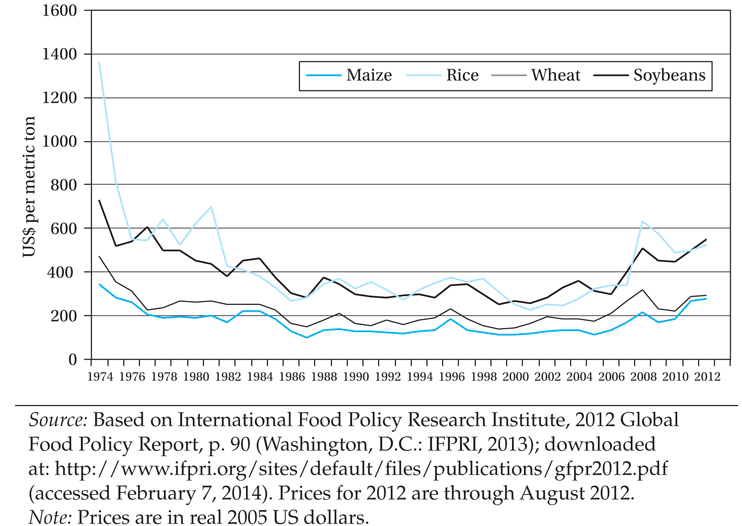 1600
1400
1200
1000
800
600
400
200
0
US$ per metric ton
Maize Rice Wheat Soybeans
1974 1976 1978 1980 1982 1984 1986 1988 1990 1992 1994 1996 1998 2000 2002 2004 2006 2008 2010 2012
Source: Based on International Food Policy Research Institute, 2012 Global
Food Policy Report, p. 90 (Washington, D.C.: IFPRI, 2013); downloaded
at: http://www.ifpri.org/sites/default/files/publications/gfpr2012.pdf
(accessed February 7, 2014). Prices for 2012 are through August 2012.
Note: Prices are in real 2005 US dollars.